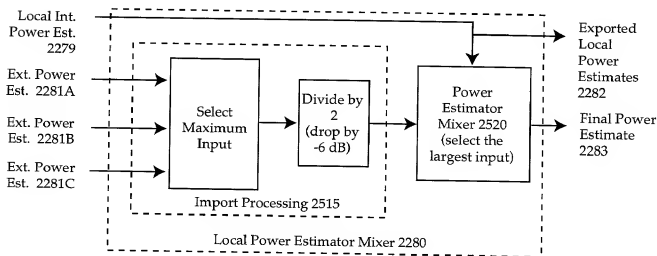 Local Int.
Power Est.
2279
Ext. Power
Est. 2281A
Ext. Power
Est. 2281B
Ext. Power
Est. 2281C
Select
Maximum
Input
Divide by
2
(drop by
-6 dB)
Import Processing 2515
Power
Estimator
Mixer 2520
(select the
largest input)
Local Power Estimator Mixer 2280
Exported
Local
Power
Estimates
2282
Final Power
Estimate
2283